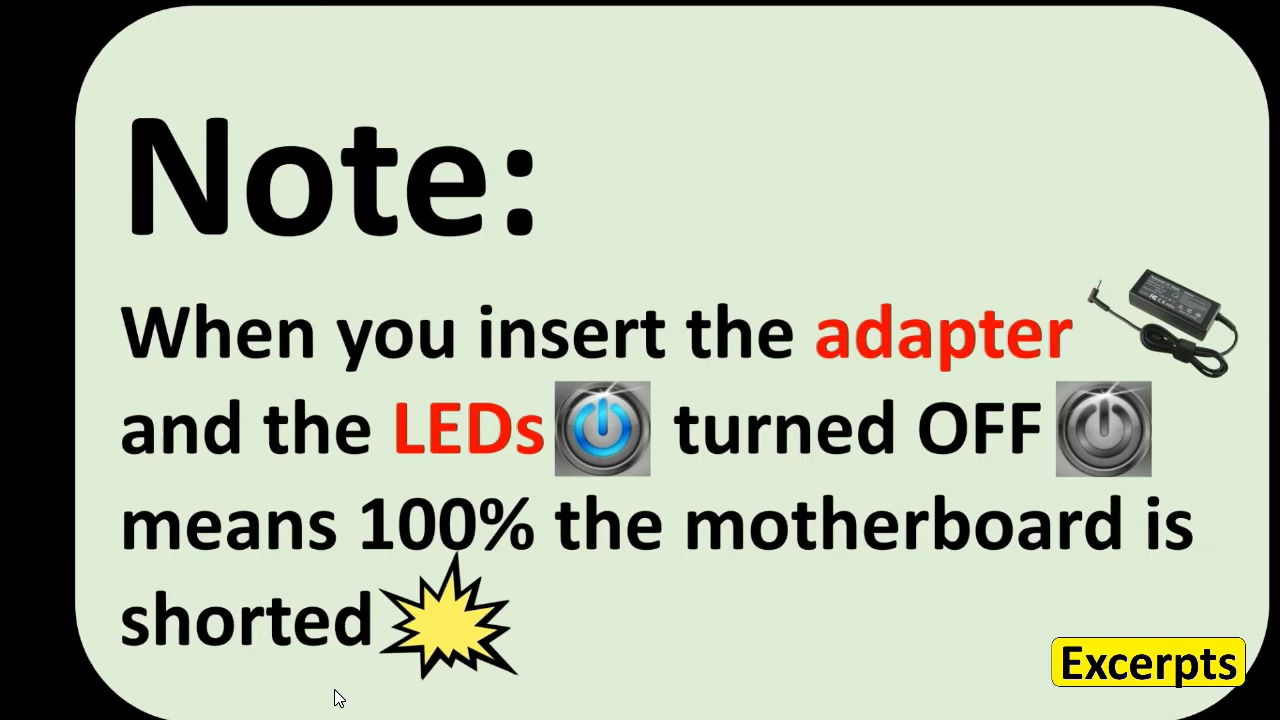 Note:
When you insert the adapter
and the LEDs turned OFF
means 100% the motherboard is
shorted
Excerpts